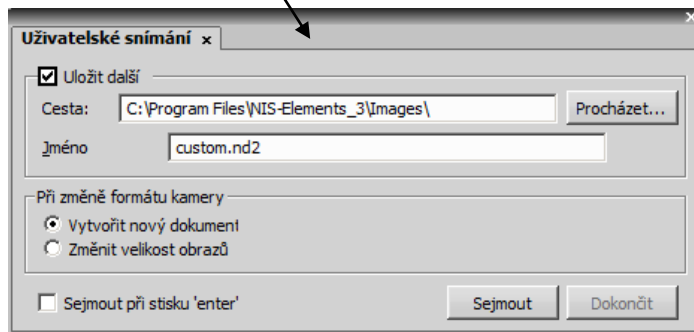 Uživatelské snímání x
Uložit další
Cesta: C:\Program Files\NIS-Elements_3\Images\ Procházet...
Jméno custom.nd2
Při změně formátu kamery
Vytvořit nový dokument
Změnit velikost obrazů
Sejmout při stisku 'enter' Sejmout Dokončit